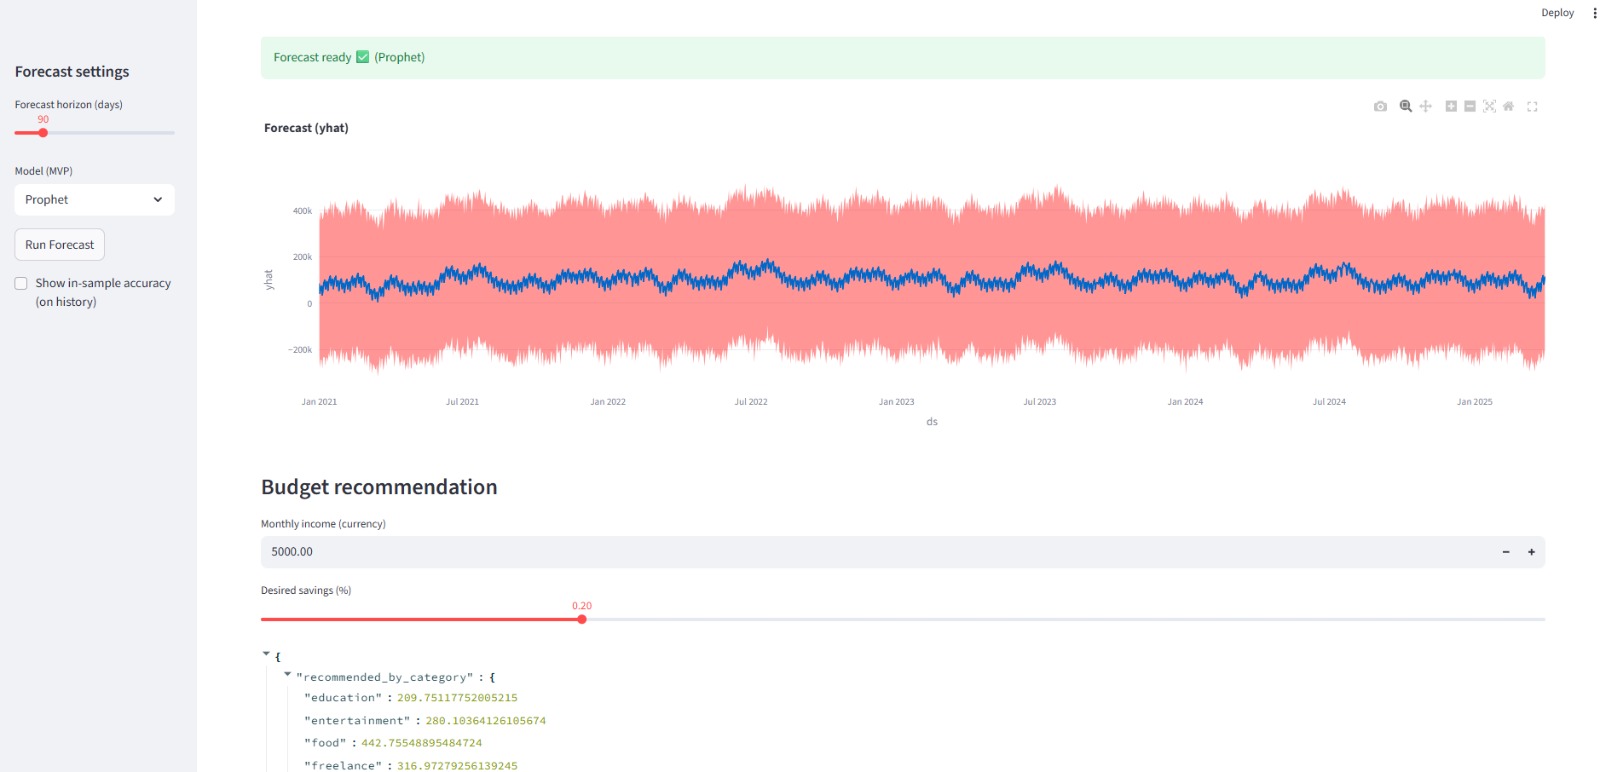 Deploy
Forecast settings
Forecast horizon (days)
90
Model (MVP)
Prophet
Run Forecast
Show in-sample accuracy
(on history)
Forecast ready ✅ (Prophet)
Forecast (yhat)
400k
200k
0
−200k
yhat
Jan 2021
Jul 2021
Jan 2022
Jul 2022
Jan 2023
Jul 2023
Jan 2024
Jul 2024
Jan 2025
ds
Budget recommendation
Monthly income (currency)
5000.00
Desired savings (%)
0.20
{
"recommended_by_category" : {
"education" : 209.75117752005215
"entertainment" : 280.10364126105674
"food" : 442.75548895484724
"freelance" : 316.97279256139245